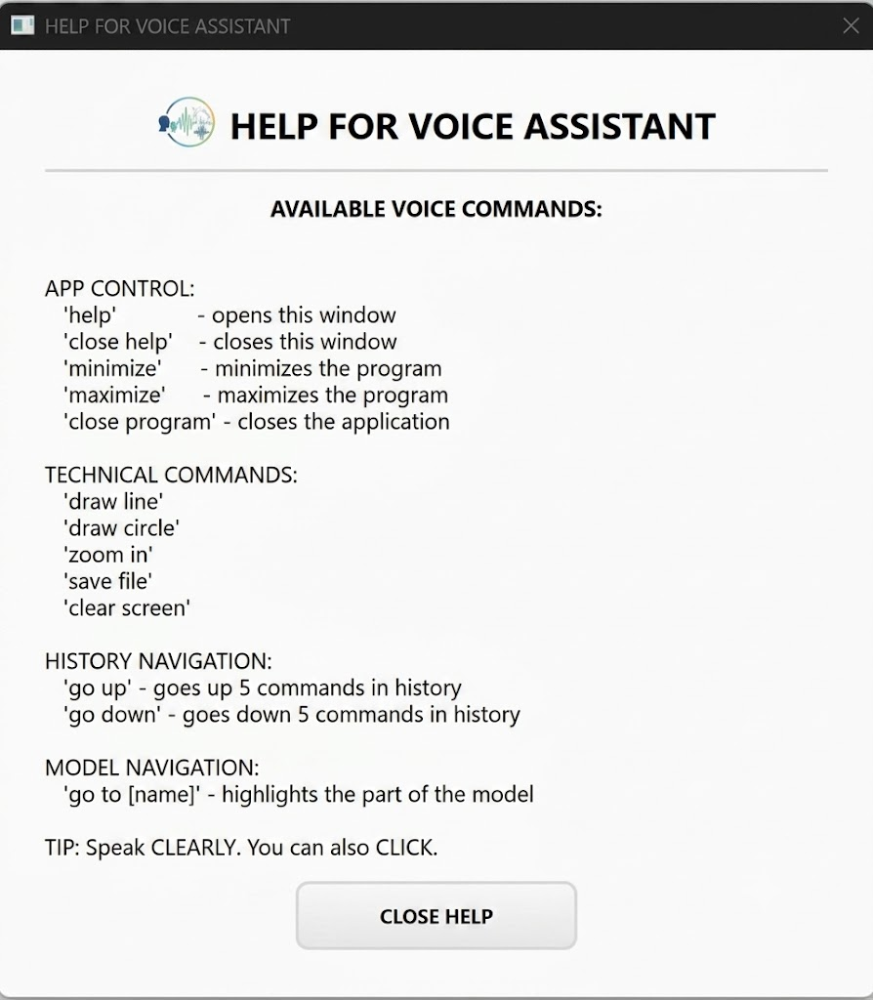 HELP FOR VOICE ASSISTANT
HELP FOR VOICE ASSISTANT
AVAILABLE VOICE COMMANDS:
APP CONTROL:
'help' - opens this window
'close help' - closes this window
'minimize' - minimizes the program
'maximize' - maximizes the program
'close program' - closes the application
TECHNICAL COMMANDS:
'draw line'
'draw circle'
'zoom in'
'save file'
'clear screen'
HISTORY NAVIGATION:
'go up' - goes up 5 commands in history
'go down' - goes down 5 commands in history
MODEL NAVIGATION:
'go to [name]' - highlights the part of the model
TIP: Speak CLEARLY. You can also CLICK.
CLOSE HELP